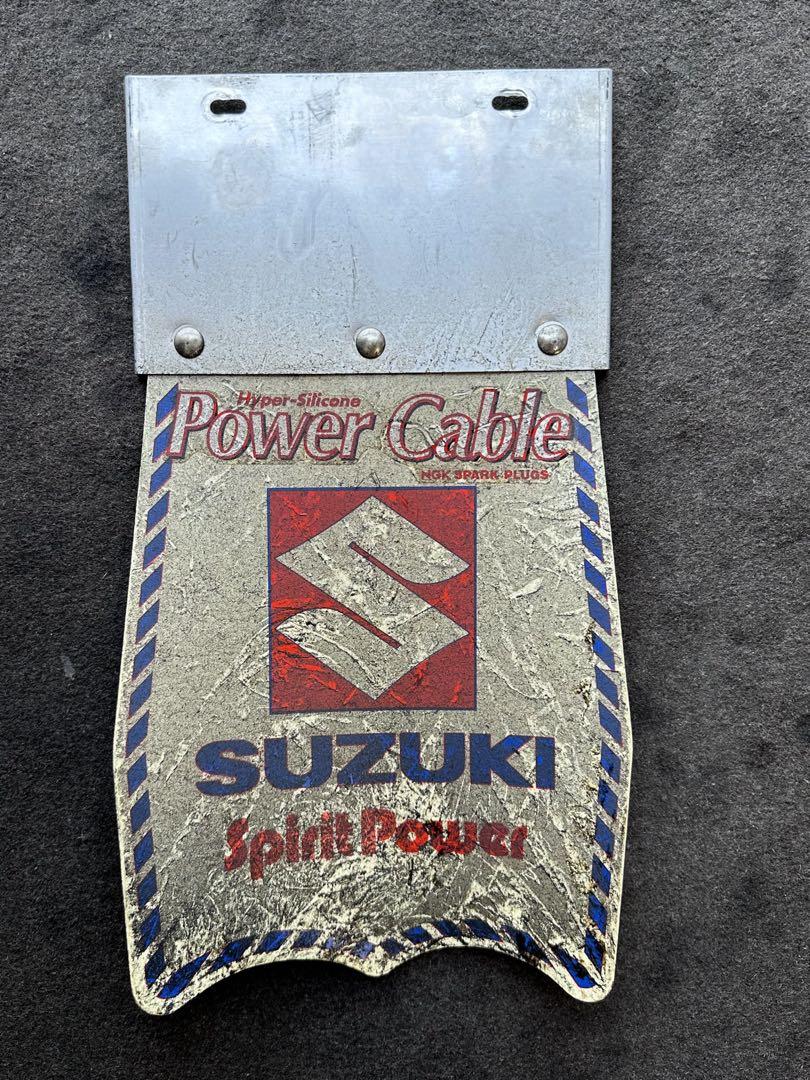 Hyper-Silicone
Power Cable
NGK SPARK PLUGS
SUZUKI
Spirit Power